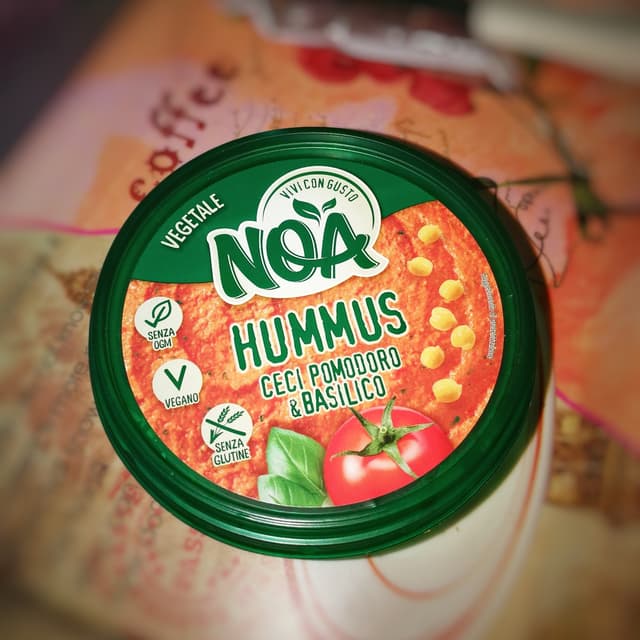 coffee
VEGETALE
VIVI CON GUSTO
NOA
HUMMUS
CECI POMODORO
& BASILICO
SENZA
OGM
VEGANO
SENZA
GLUTINE